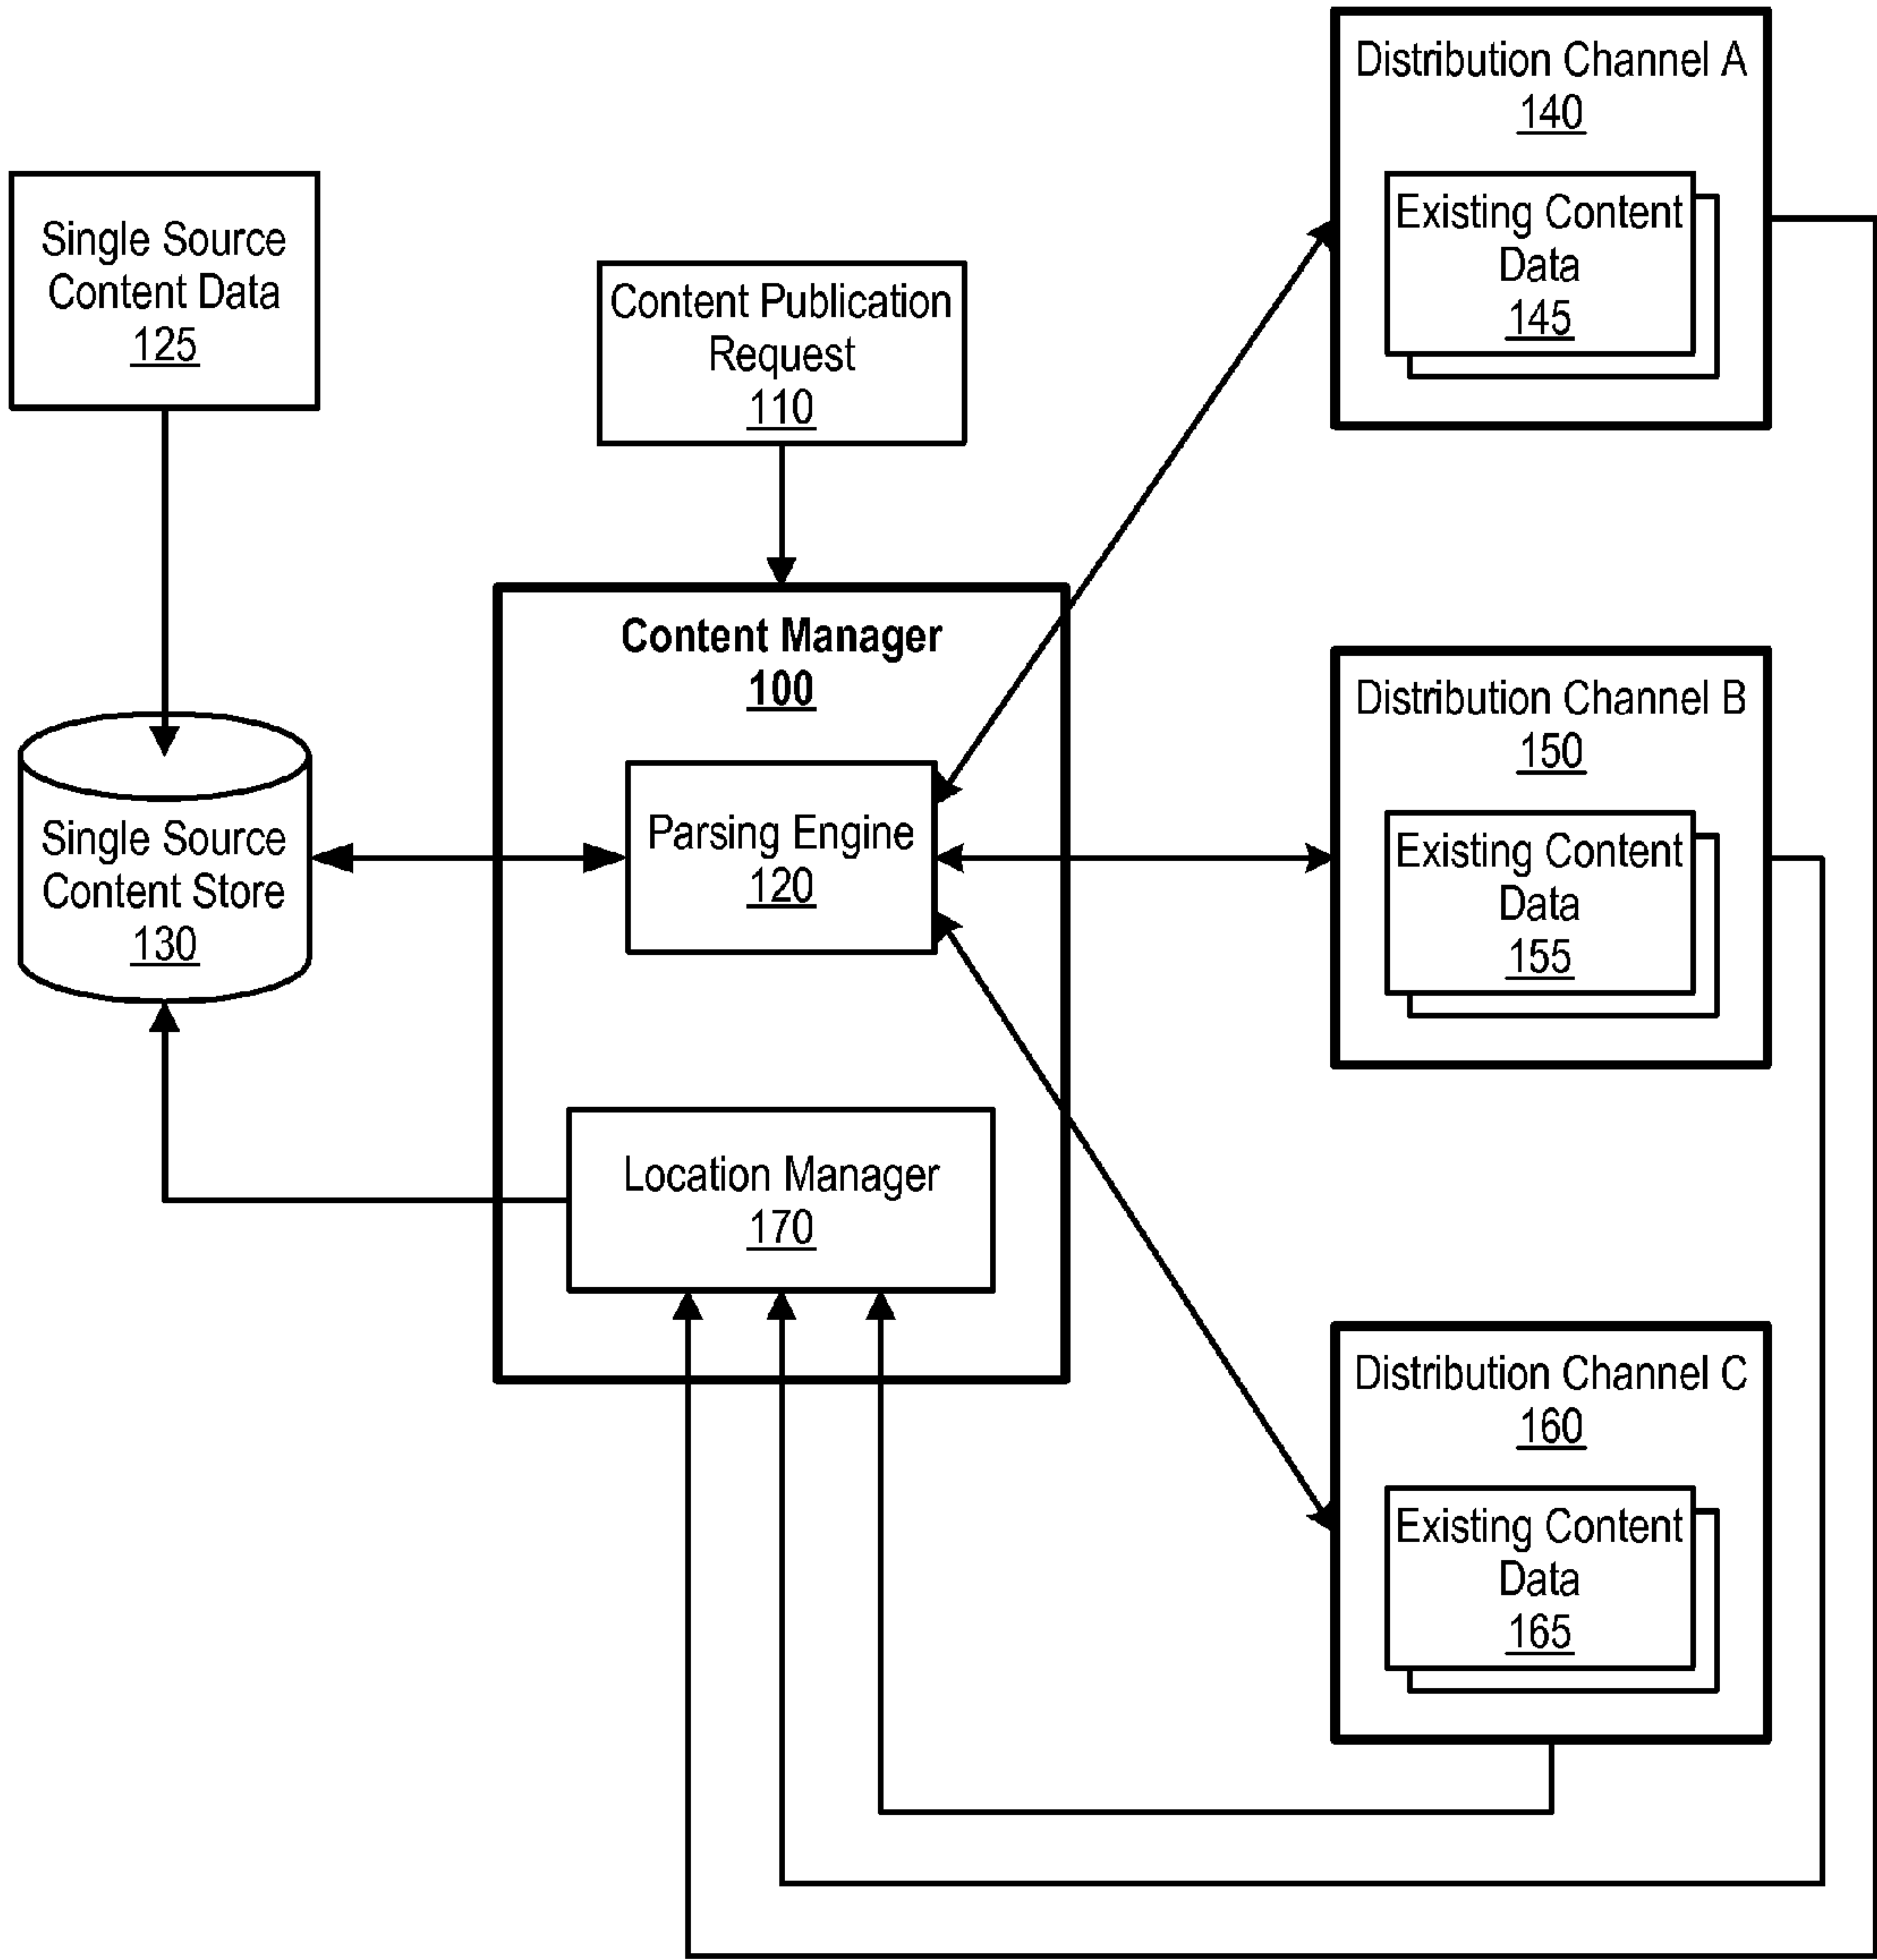 Distribution Channel A
140
Existing Content
Data
145
Single Source
Content Data
125
Content Publication
Request
110
Content Manager
100
Parsing Engine
120
Single Source
Content Store
130
Distribution Channel B
150
Existing Content
Data
155
Location Manager
170
Distribution Channel C
160
Existing Content
Data
165